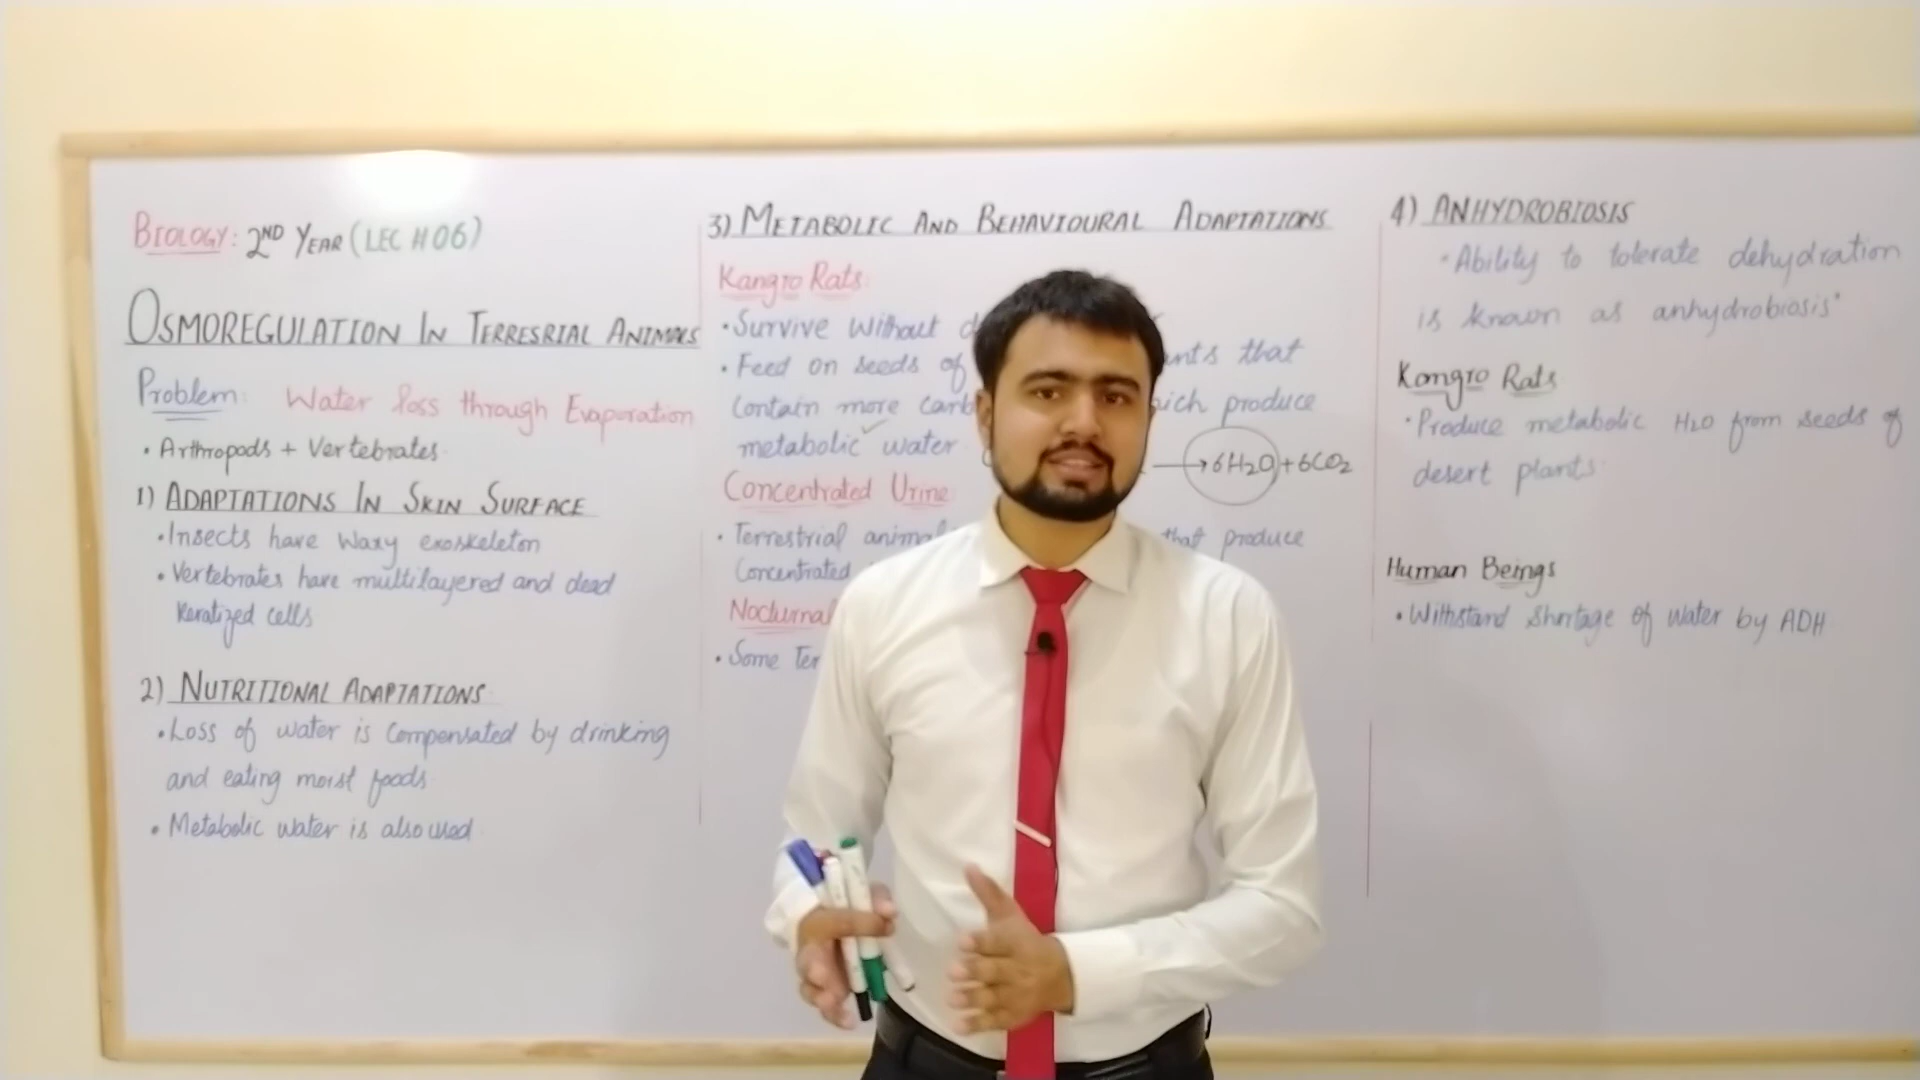 BIOLOGY: 2ND YEAR (LEC # 06)
OSMOREGULATION IN TERRESRIAL ANIMALS
Problem: Water loss through Evaporation
• Arthropods + Vertebrates
1) ADAPTATIONS IN SKIN SURFACE
• Insects have waxy exoskeleton
• Vertebrates have multilayered and dead
Keratized cells
2) NUTRITIONAL ADAPTATIONS
• Loss of water is compensated by drinking
and eating moist foods
• Metabolic water is also used
3) METABOLIC AND BEHAVIOURAL ADAPTATIONS
Kangro Rats:
• Survive without
• Feed on seeds of that
Contain more produce
metabolic water → 6H2O + 6CO2
Concentrated Urine
• Terrestrial that produce
Concentrated
Nocturnal
• Some
4) ANHYDROBIOSIS
"Ability to tolerate dehydration
is known as anhydrobiosis"
Kangro Rats
• Produce metabolic H2O from seeds of
desert plants
Human Beings
• Withstand shortage of water by ADH